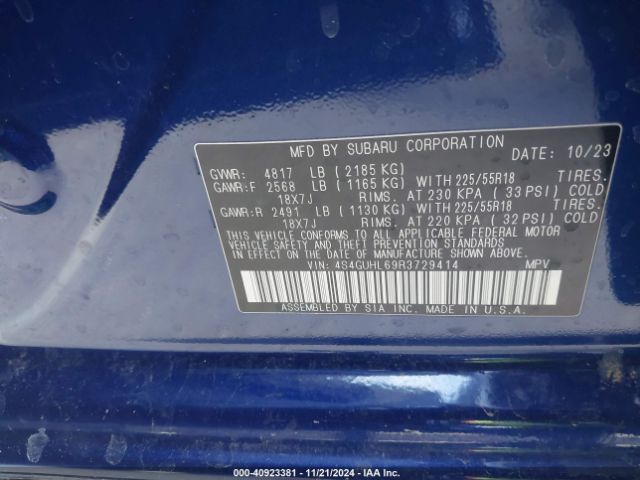 MFD BY SUBARU CORPORATION
DATE: 10/23
GVWR: 4817 LB (2185 KG)
GAWR:F 2568 LB (1165 KG) WITH 225/55R18 TIRES.
18X7J RIMS. AT 230 KPA (33 PSI) COLD
GAWR:R 2491 LB (1130 KG) WITH 225/55R18 TIRES.
18X7J RIMS. AT 220 KPA (32 PSI) COLD
THIS VEHICLE CONFORMS TO ALL APPLICABLE FEDERAL MOTOR
VEHICLE SAFETY AND THEFT PREVENTION STANDARDS
IN EFFECT ON THE DATE OF MANUFACTURE SHOWN ABOVE.
VIN: 4S4GUHL69R3729414 MPV
ASSEMBLED BY SIA INC. MADE IN U.S.A.
000-40923381 - 11/21/2024 - IAA Inc.